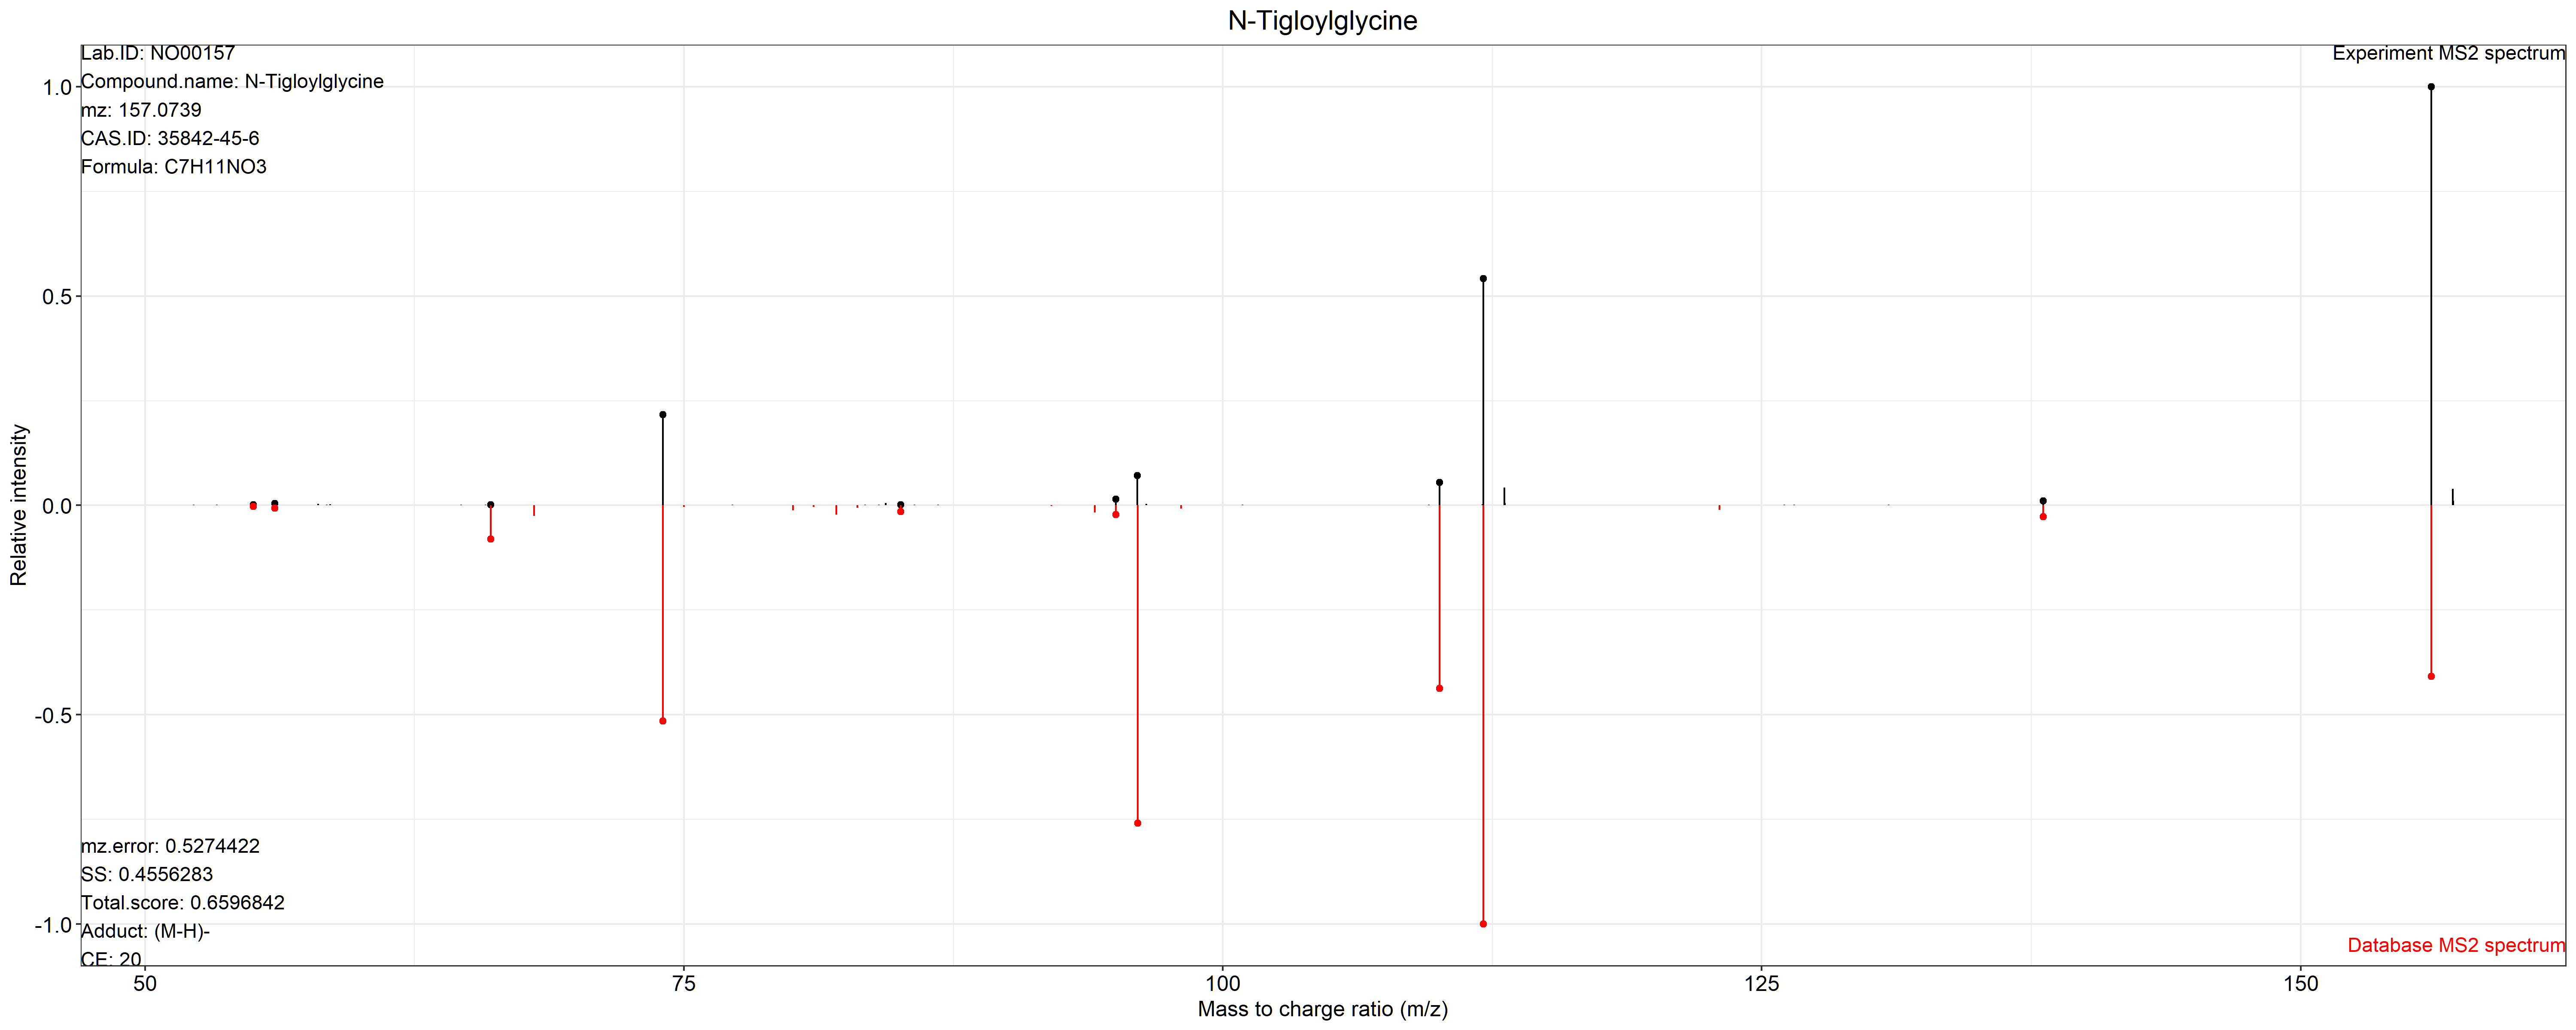 N-Tigloylglycine
Lab.ID: NO00157
Experiment MS2 spectrum
Compound.name: N-Tigloylglycine
mz: 157.0739
CAS.ID: 35842-45-6
Formula: C7H11NO3
1.0
0.5
0.0
-0.5
-1.0
Relative intensity
mz.error: 0.5274422
SS: 0.4556283
Total.score: 0.6596842
Adduct: (M-H)-
CE: 20
Database MS2 spectrum
50
75
100
125
150
Mass to charge ratio (m/z)